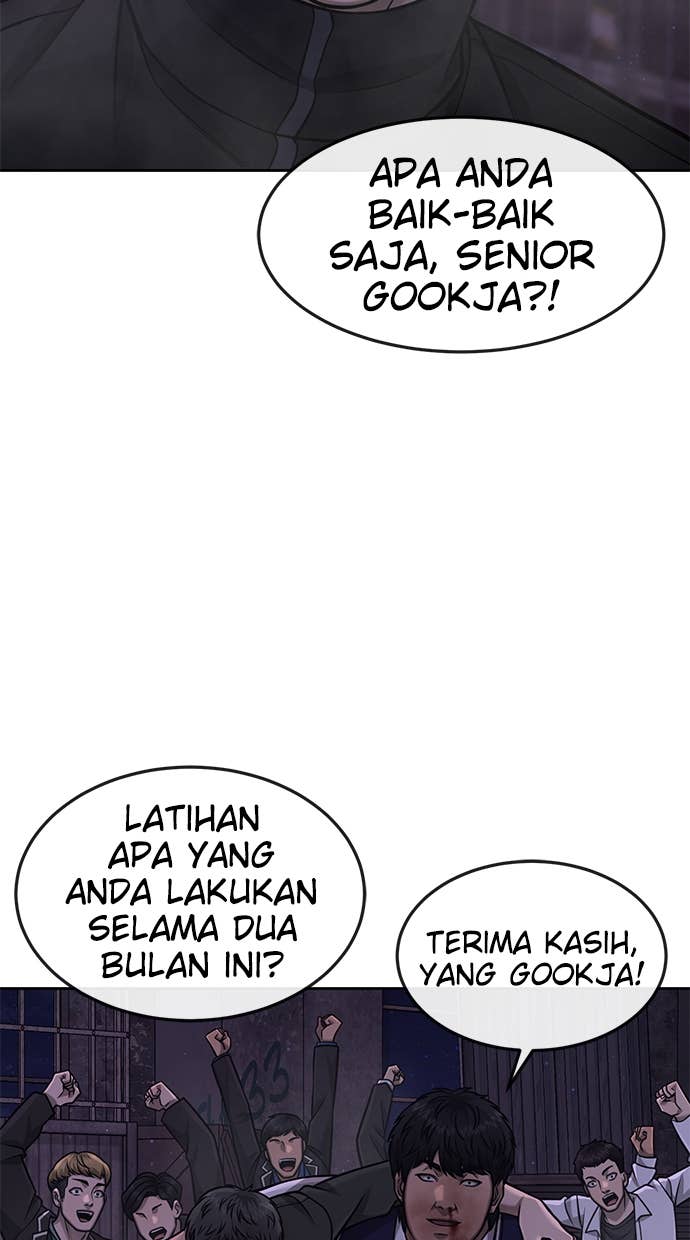 APA ANDA
BAIK-BAIK
SAJA, SENIOR
GOOKJA?!
LATIHAN
APA YANG
ANDA LAKUKAN
SELAMA DUA
BULAN INI?
TERIMA KASIH,
YANG GOOKJA!
33